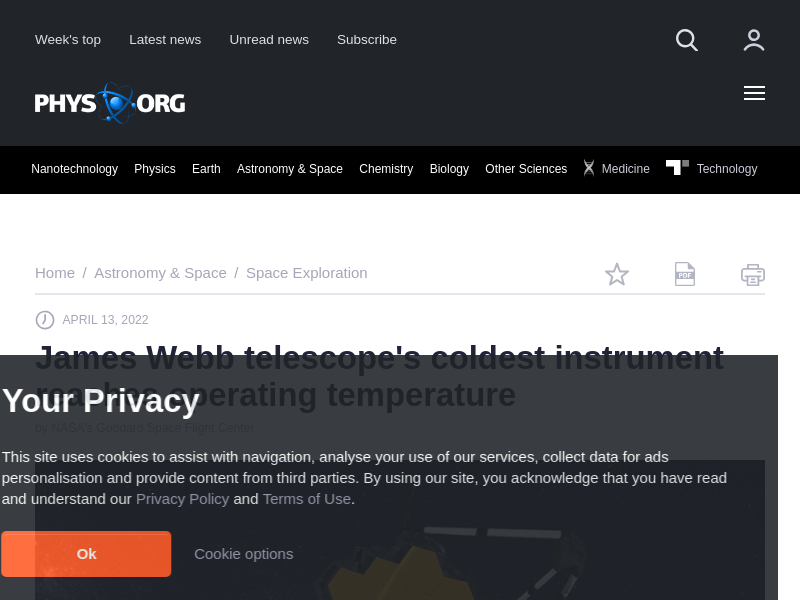 Week's top Latest news Unread news Subscribe
PHYS ORG
Nanotechnology Physics Earth Astronomy & Space Chemistry Biology Other Sciences Medicine Technology
Home / Astronomy & Space / Space Exploration
PDF
APRIL 13, 2022
James Webb telescope's coldest instrument
reaches operating temperature
by NASA's Goddard Space Flight Center
Your Privacy
This site uses cookies to assist with navigation, analyse your use of our services, collect data for ads
personalisation and provide content from third parties. By using our site, you acknowledge that you have read
and understand our Privacy Policy and Terms of Use.
Ok Cookie options